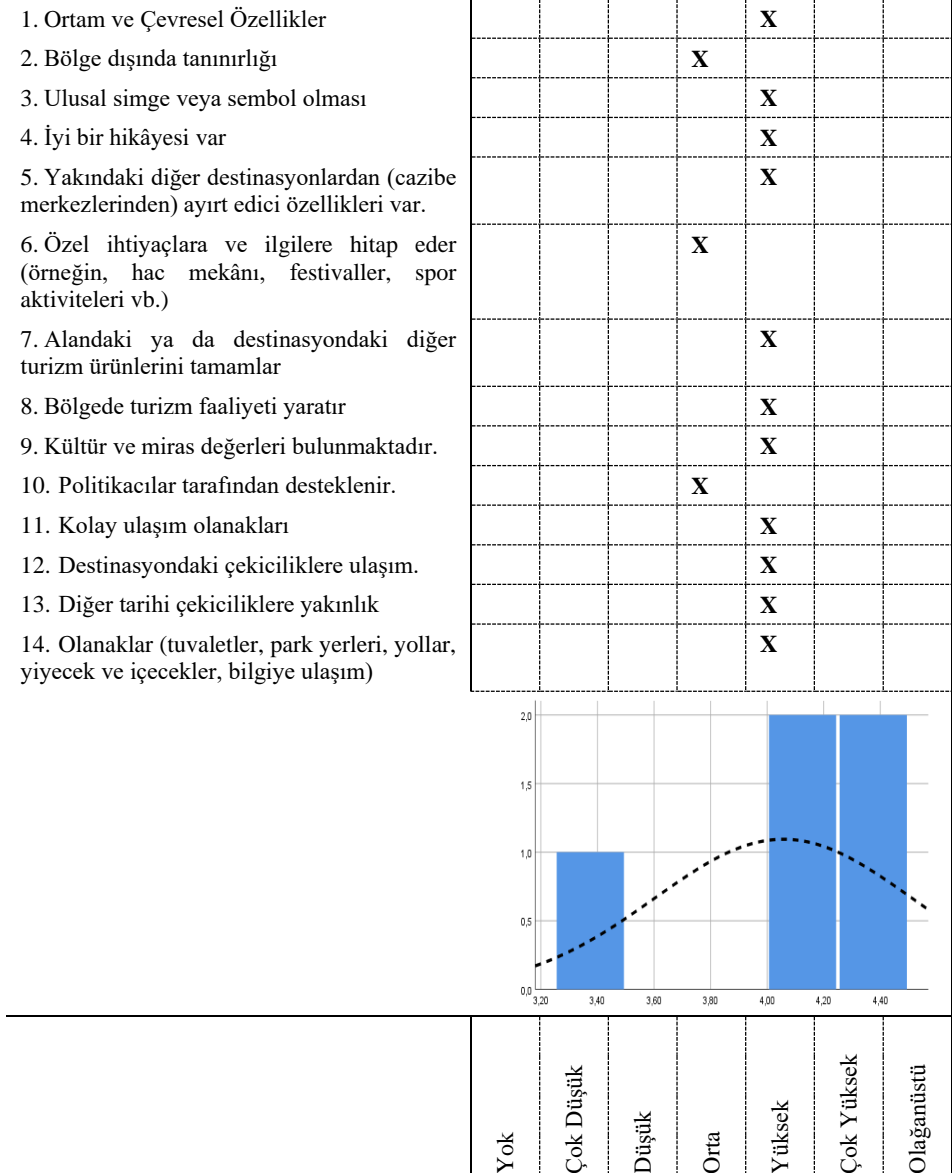 1. Ortam ve Çevresel Özellikler X
2. Bölge dışında tanınırlığı X
3. Ulusal simge veya sembol olması X
4. İyi bir hikâyesi var X
5. Yakındaki diğer destinasyonlardan (cazibe X
merkezlerinden) ayırt edici özellikleri var.
6. Özel ihtiyaçlara ve ilgilere hitap eder X
(örneğin, hac mekânı, festivaller, spor
aktiviteleri vb.)
7. Alandaki ya da destinasyondaki diğer X
turizm ürünlerini tamamlar
8. Bölgede turizm faaliyeti yaratır X
9. Kültür ve miras değerleri bulunmaktadır. X
10. Politikacılar tarafından desteklenir. X
11. Kolay ulaşım olanakları X
12. Destinasyondaki çekiciliklere ulaşım. X
13. Diğer tarihi çekiciliklere yakınlık X
14. Olanaklar (tuvaletler, park yerleri, yollar, X
yiyecek ve içecekler, bilgiye ulaşım)
2,0
1,5
1,0
0,5
0,0
3,20 3,40 3,60 3,80 4,00 4,20 4,40
Yok
Çok Düşük
Düşük
Orta
Yüksek
Çok Yüksek
Olağanüstü